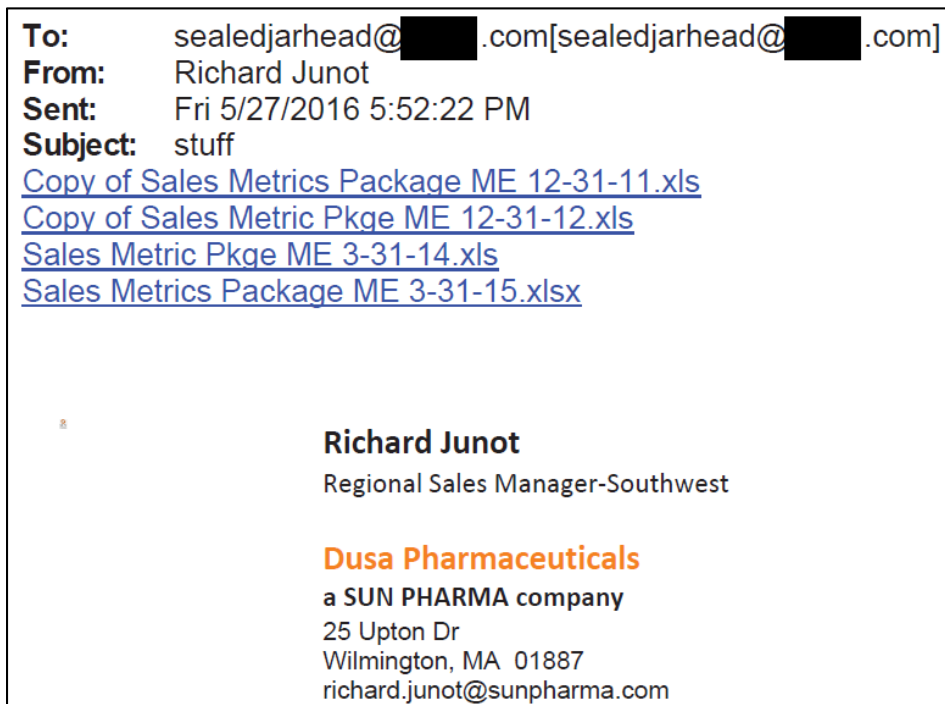 To: sealedjarhead@ .com[sealedjarhead@ .com]
From: Richard Junot
Sent: Fri 5/27/2016 5:52:22 PM
Subject: stuff
Copy of Sales Metrics Package ME 12-31-11.xls
Copy of Sales Metric Pkge ME 12-31-12.xls
Sales Metric Pkge ME 3-31-14.xls
Sales Metrics Package ME 3-31-15.xlsx
Richard Junot
Regional Sales Manager-Southwest
Dusa Pharmaceuticals
a SUN PHARMA company
25 Upton Dr
Wilmington, MA 01887
richard.junot@sunpharma.com